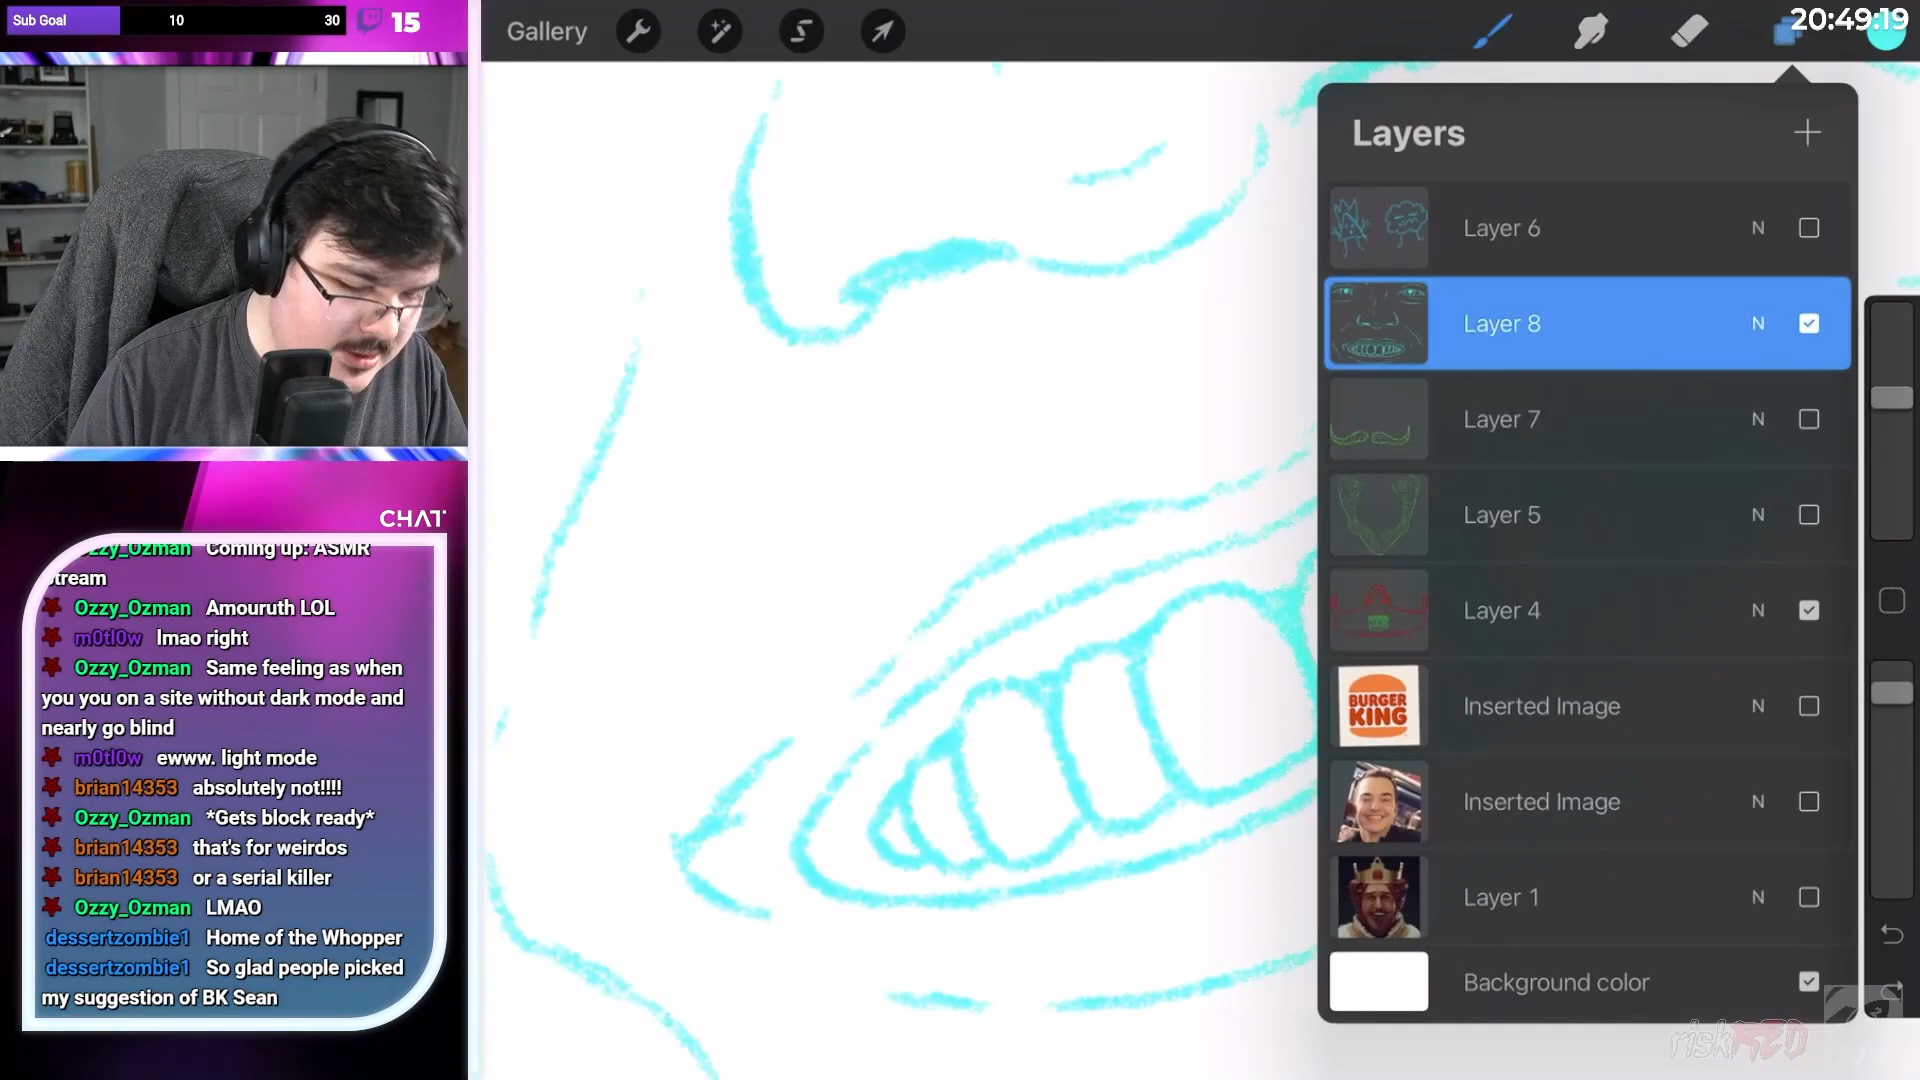 Sub Goal
10
30
15
Gallery
20:49:19
Layers
Layer 6
N
Layer 8
N
Layer 7
N
Layer 5
N
Layer 4
N
BURGER
KING
Inserted Image
N
Inserted Image
N
Layer 1
N
Background color
riskRED
CHAT
zzy_Ozman Coming up: ASMR
stream
Ozzy_Ozman Amouruth LOL
m0tl0w lmao right
Ozzy_Ozman Same feeling as when
you you on a site without dark mode and
nearly go blind
m0tl0w ewww. light mode
brian14353 absolutely not!!!!
Ozzy_Ozman *Gets block ready*
brian14353 that's for weirdos
brian14353 or a serial killer
Ozzy_Ozman LMAO
dessertzombie1 Home of the Whopper
dessertzombie1 So glad people picked
my suggestion of BK Sean